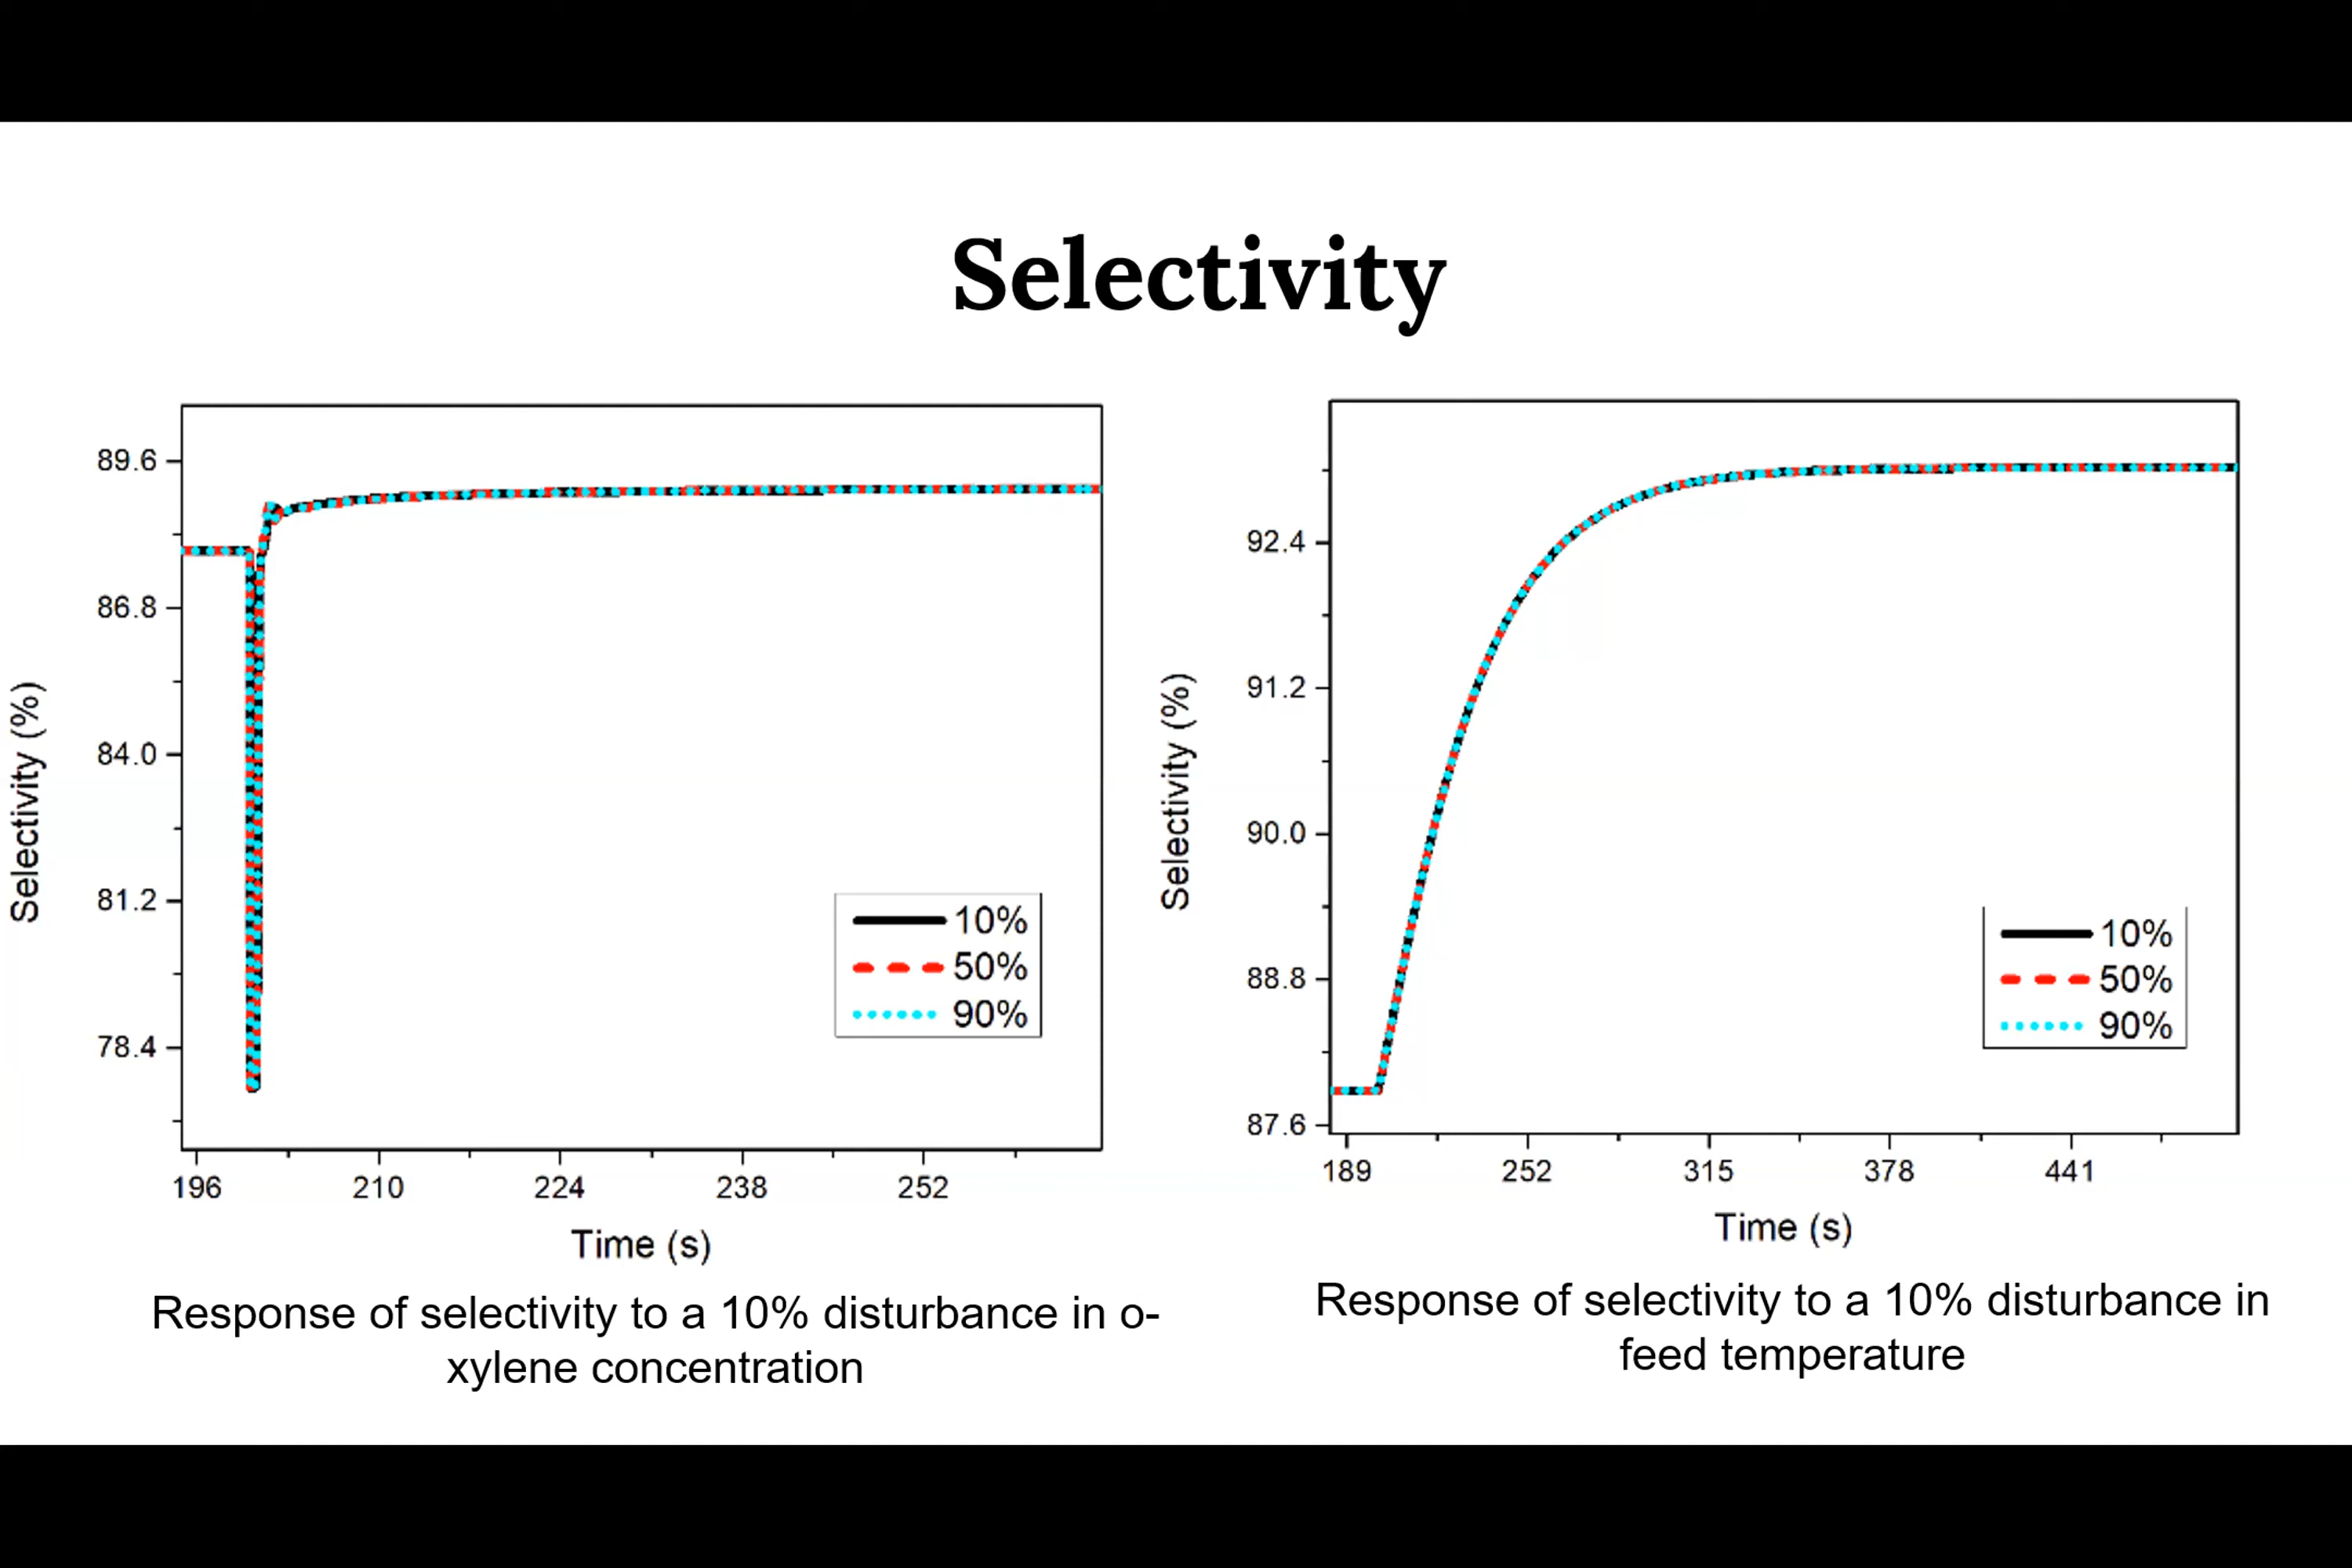 Selectivity
89.6
86.8
84.0
81.2
78.4
Selectivity (%)
10%
50%
90%
196 210 224 238 252
Time (s)
Response of selectivity to a 10% disturbance in o-
xylene concentration
92.4
91.2
90.0
88.8
87.6
Selectivity (%)
10%
50%
90%
189 252 315 378 441
Time (s)
Response of selectivity to a 10% disturbance in
feed temperature